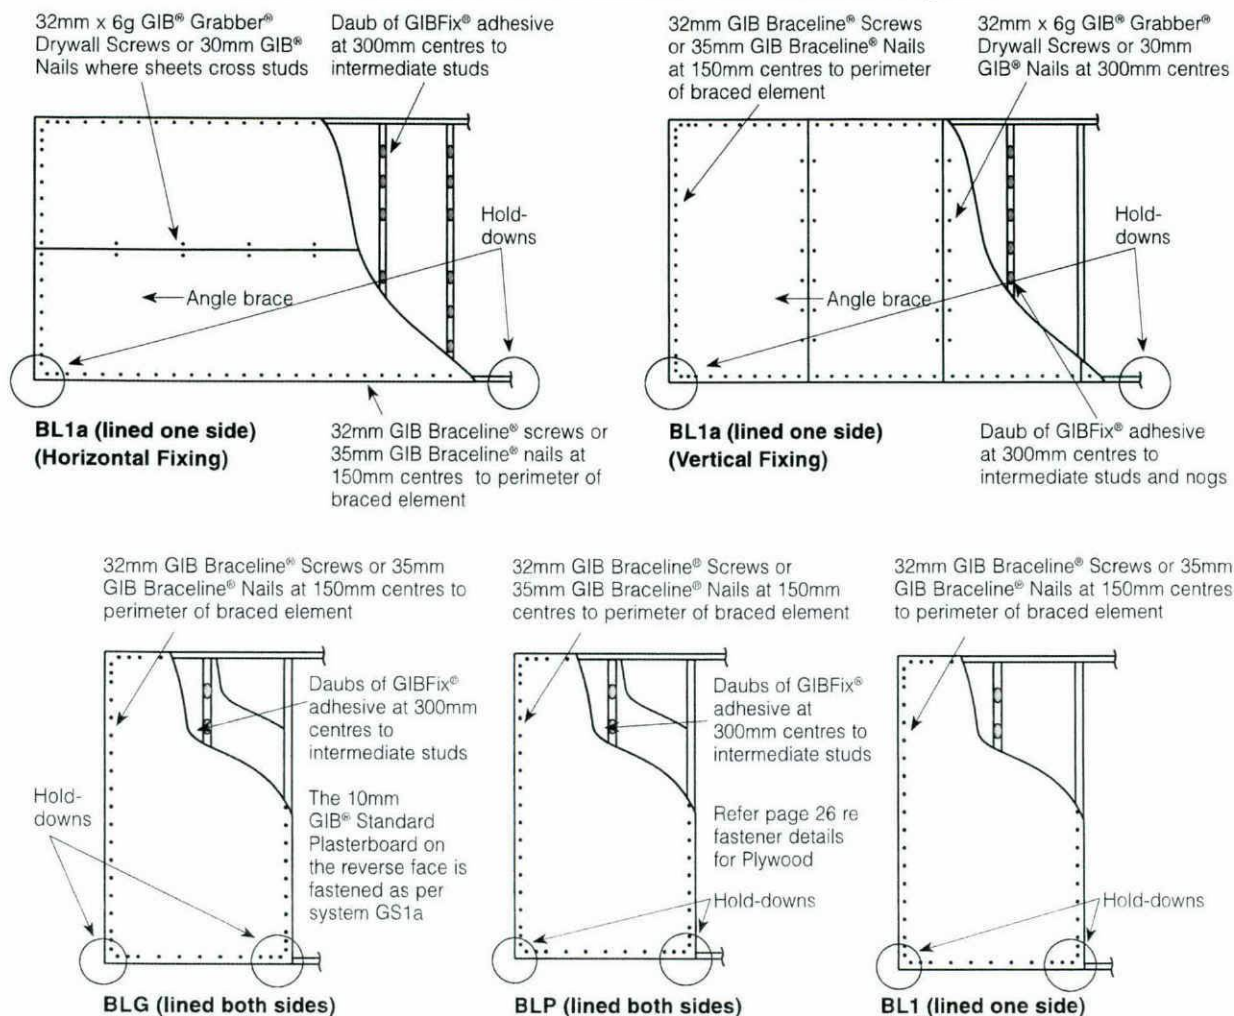 32mm x 6g GIB® Grabber®
Drywall Screws or 30mm GIB®
Nails where sheets cross studs
Daub of GIBFix® adhesive
at 300mm centres to
intermediate studs
Hold-
downs
Angle brace
BL1a (lined one side)
(Horizontal Fixing)
32mm GIB Braceline® screws or
35mm GIB Braceline® nails at
150mm centres to perimeter of
braced element
32mm GIB Braceline® Screws
or 35mm GIB Braceline® Nails
at 150mm centres to perimeter
of braced element
32mm x 6g GIB® Grabber®
Drywall Screws or 30mm
GIB® Nails at 300mm centres
Hold-
downs
Angle brace
BL1a (lined one side)
(Vertical Fixing)
Daub of GIBFix® adhesive
at 300mm centres to
intermediate studs and nogs
32mm GIB Braceline® Screws or 35mm
GIB Braceline® Nails at 150mm centres to
perimeter of braced element
Daubs of GIBFix®
adhesive at 300mm
centres to
intermediate studs
The 10mm
GIB® Standard
Plasterboard on
the reverse face is
fastened as per
system GS1a
Hold-
downs
BLG (lined both sides)
32mm GIB Braceline® Screws or
35mm GIB Braceline® Nails at 150mm
centres to perimeter of braced element
Daubs of GIBFix®
adhesive at
300mm centres to
intermediate studs
Refer page 26 re
fastener details
for Plywood
Hold-downs
BLP (lined both sides)
32mm GIB Braceline® Screws or 35mm
GIB Braceline® Nails at 150mm centres
to perimeter of braced element
Hold-downs
BL1 (lined one side)